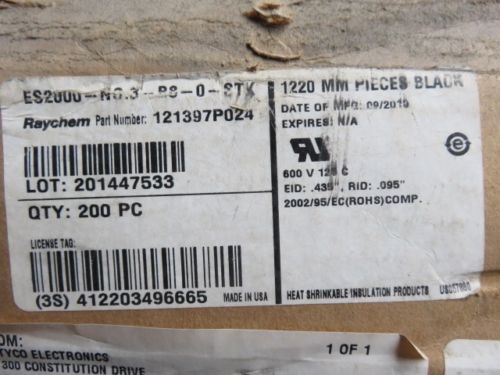 ES2000-NO.3-B8-0-STK
Raychem Part Number: 121397P024
LOT: 201447533
QTY: 200 PC
LICENSE TAG:
(3S) 412203496665
MADE IN USA
1220 MM PIECES BLACK
DATE OF MFG: 09/2010
EXPIRES: N/A
600 V 125 C
EID: .435", RID: .095"
2002/95/EC(ROHS)COMP.
HEAT SHRINKABLE INSULATION PRODUCTS
OM:
TYCO ELECTRONICS
300 CONSTITUTION DRIVE
1 OF 1